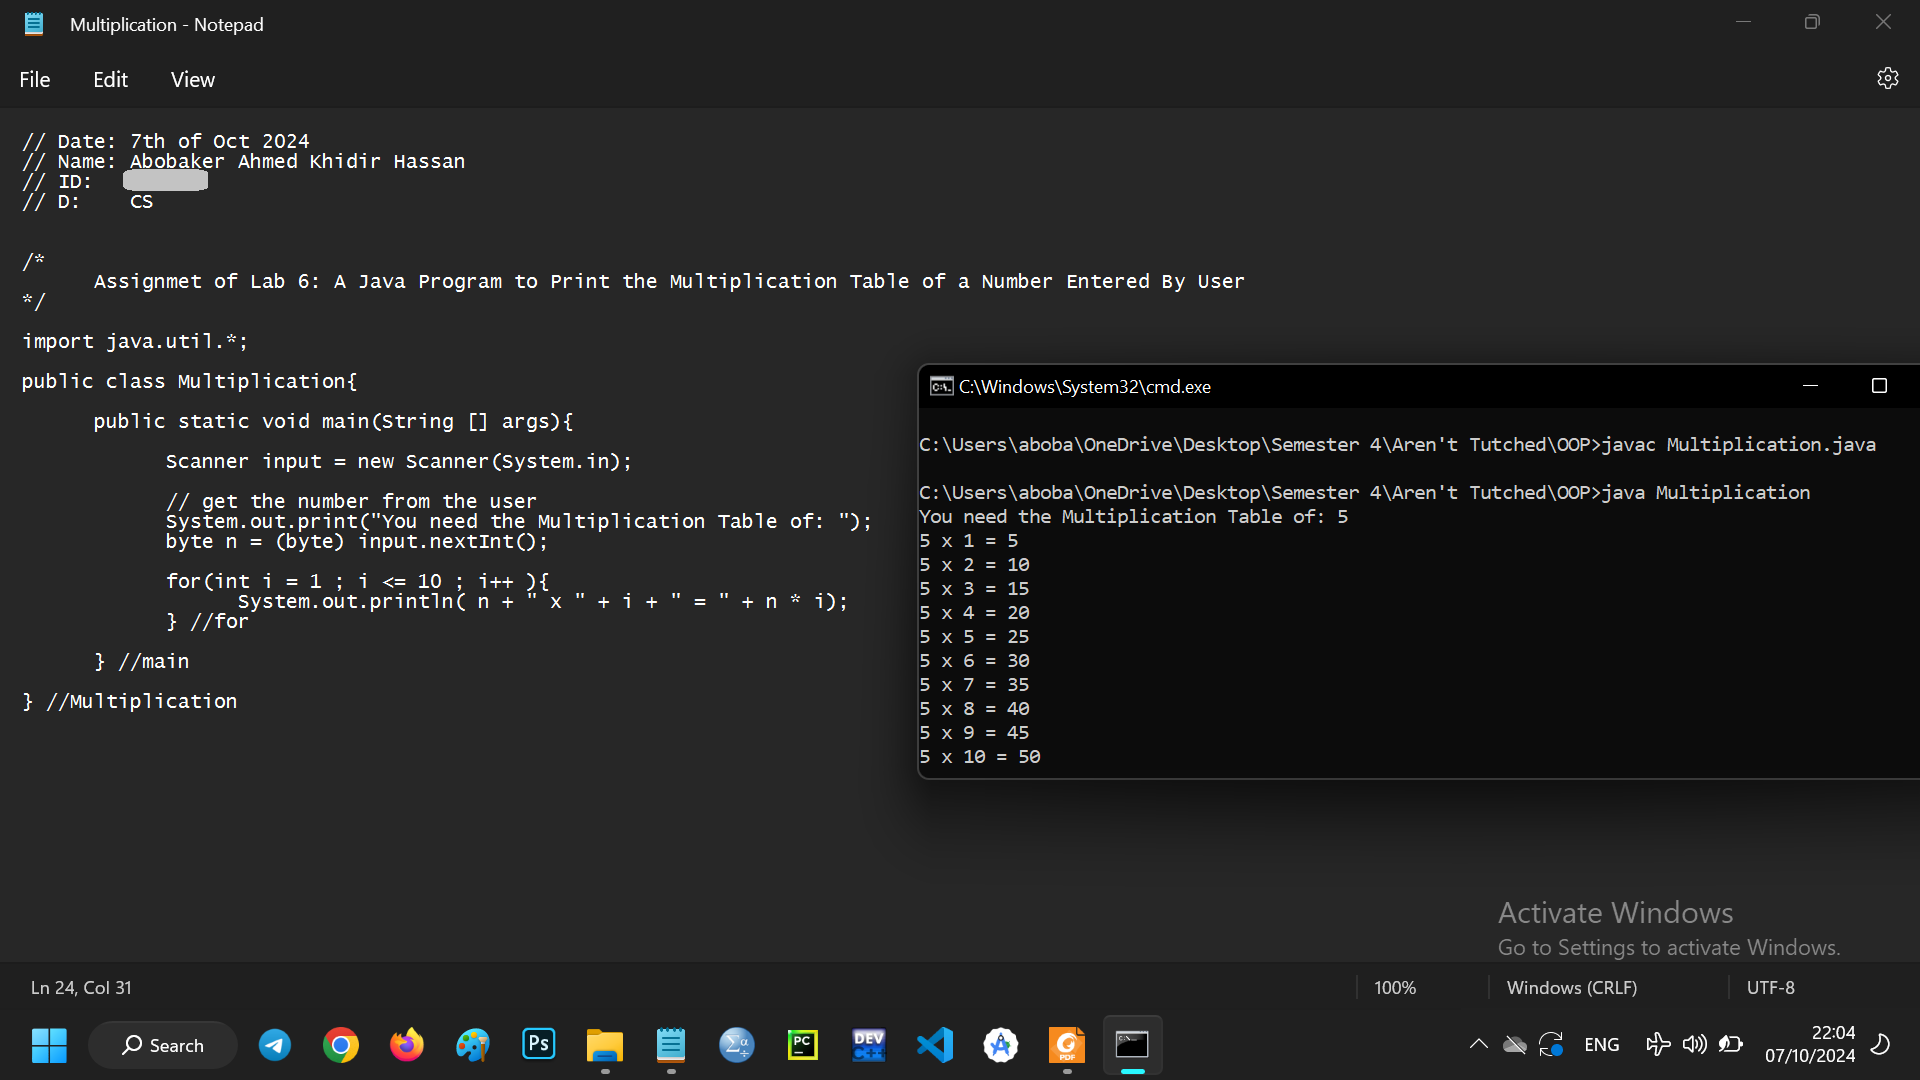 Multiplication - Notepad
File Edit View
// Date: 7th of Oct 2024
// Name: Abobaker Ahmed Khidir Hassan
// ID:
// D: CS
/*
Assignmet of Lab 6: A Java Program to Print the Multiplication Table of a Number Entered By User
*/
import java.util.*;
public class Multiplication{
public static void main(String [] args){
Scanner input = new Scanner(System.in);
// get the number from the user
System.out.print("You need the Multiplication Table of: ");
byte n = (byte) input.nextInt();
for(int i = 1 ; i <= 10 ; i++ ){
System.out.println( n + " x " + i + " = " + n * i);
} //for
} //main
} //Multiplication
C:\Windows\System32\cmd.exe
C:\Users\aboba\OneDrive\Desktop\Semester 4\Aren't Tutched\OOP>javac Multiplication.java
C:\Users\aboba\OneDrive\Desktop\Semester 4\Aren't Tutched\OOP>java Multiplication
You need the Multiplication Table of: 5
5 x 1 = 5
5 x 2 = 10
5 x 3 = 15
5 x 4 = 20
5 x 5 = 25
5 x 6 = 30
5 x 7 = 35
5 x 8 = 40
5 x 9 = 45
5 x 10 = 50
Activate Windows
Go to Settings to activate Windows.
Ln 24, Col 31
100%
Windows (CRLF)
UTF-8
Search
Ps
PC
DEV
C++
PDF
ENG
22:04
07/10/2024